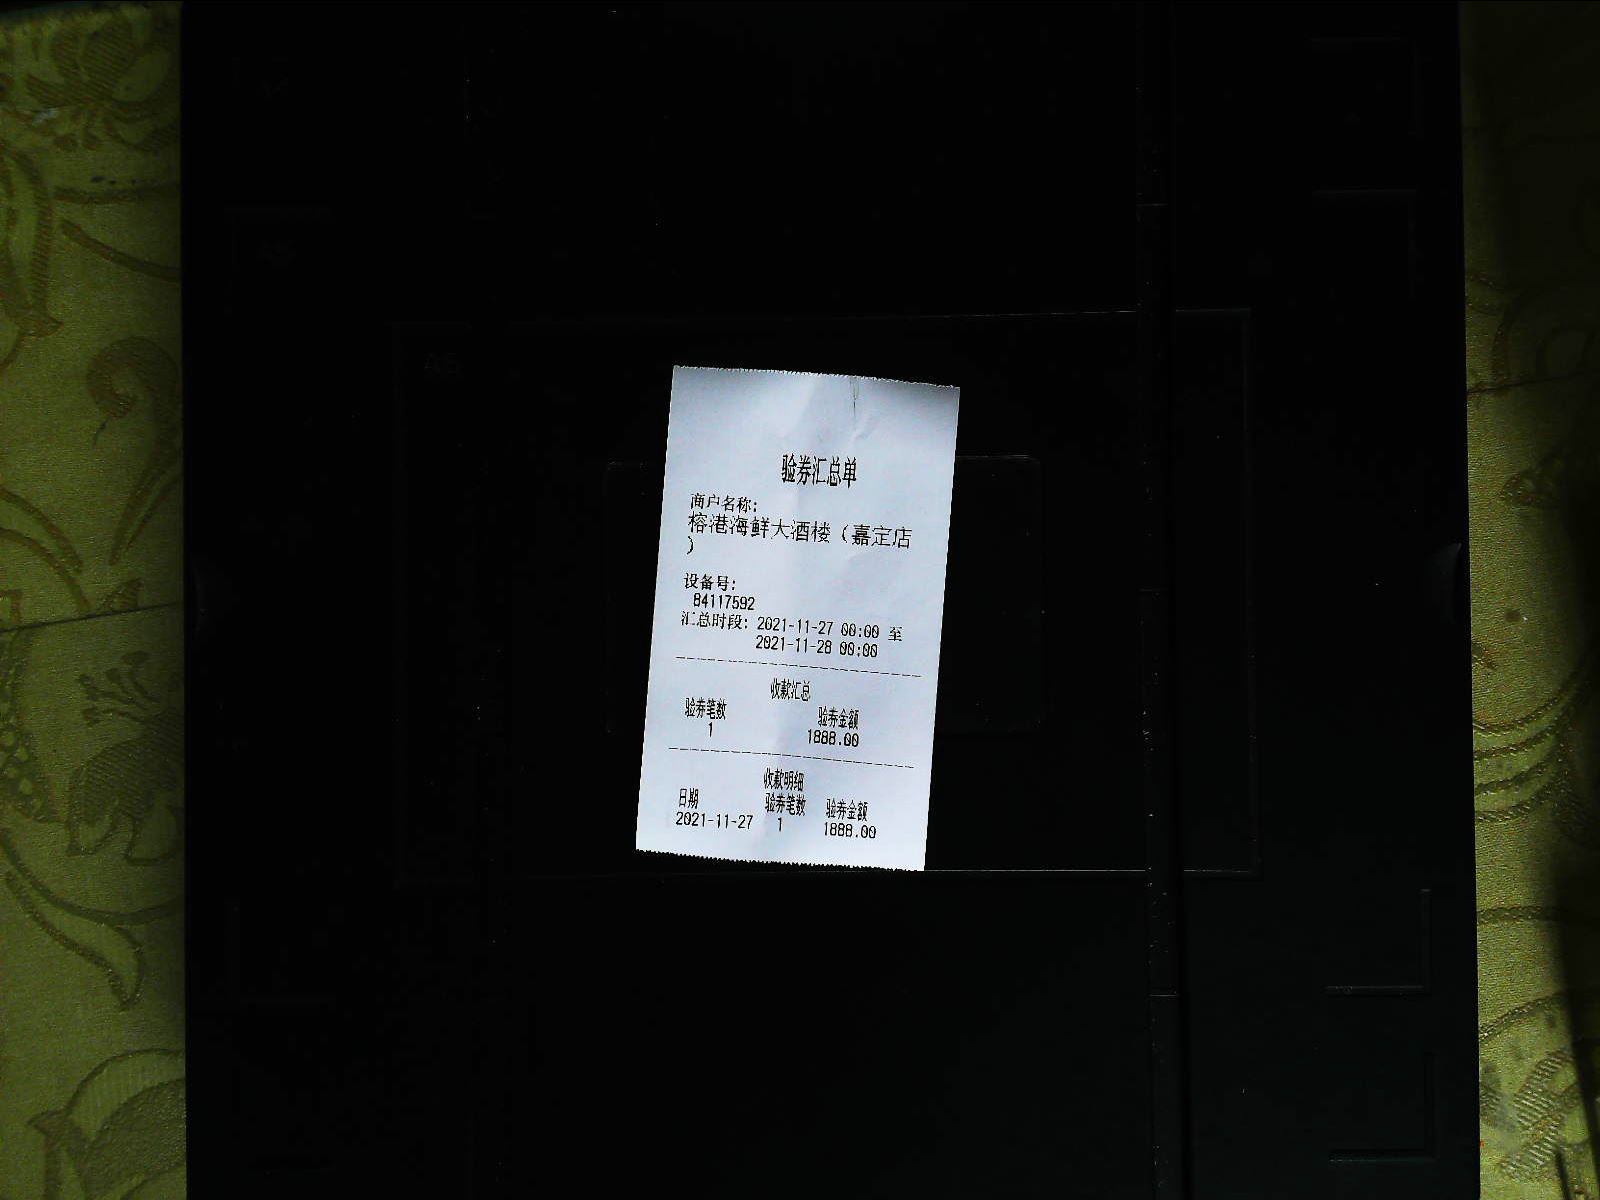 验券汇总单
商户名称:
榕港海鲜大酒楼（嘉定店
）
设备号:
84117592
汇总时段: 2021-11-27 00:00 至
2021-11-28 00:00
收款汇总
验券笔数 验券金额
1 1888.00
收款明细
日期 验券笔数 验券金额
2021-11-27 1 1888.00
A5